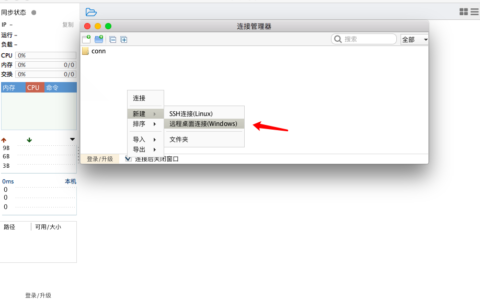 同步状态
IP - 复制
运行 -
负载 -
CPU 0%
内存 0% 0/0
交换 0% 0/0
内存 CPU 命令
98
68
38
0ms 本机
0
0
0
路径 可用/大小
登录/升级
连接管理器
搜索
全部
conn
连接
新建
排序
导入
导出
SSH连接(Linux)
远程桌面连接(Windows)
文件夹
登录/升级
连接后关闭窗口